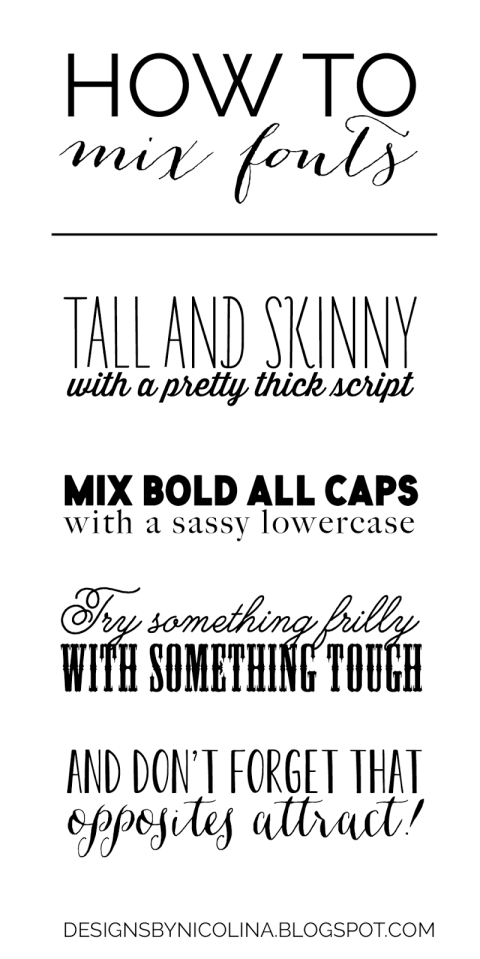 HOW TO
mix fonts
TALL AND SKINNY
with a pretty thick script
MIX BOLD ALL CAPS
with a sassy lowercase
Try something frilly
WITH SOMETHING TOUGH
AND DON'T FORGET THAT
opposites attract!
DESIGNSBYNICOLINA.BLOGSPOT.COM